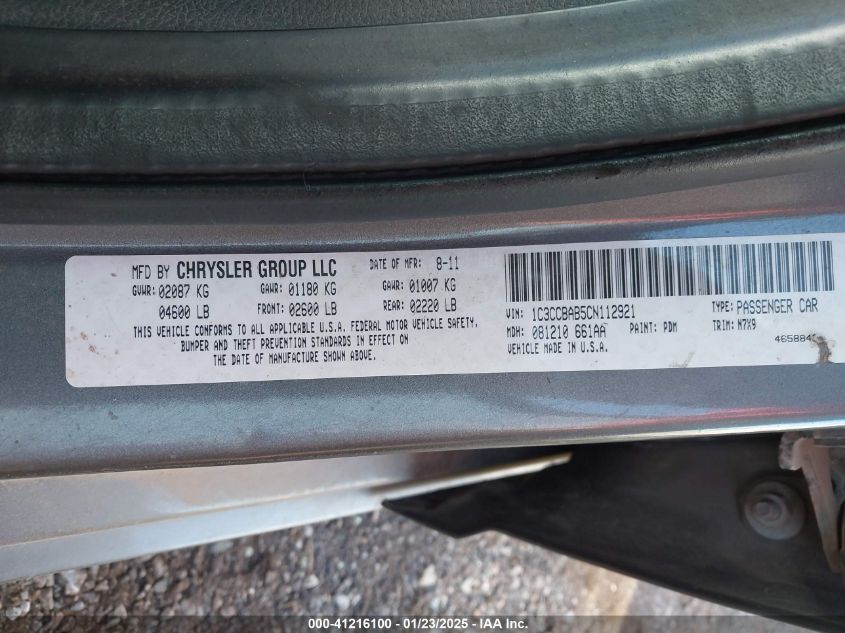 MFD BY CHRYSLER GROUP LLC DATE OF MFR: 8-11
GVWR: 02087 KG GAWR: 01180 KG GAWR: 01007 KG
04600 LB FRONT: 02600 LB REAR: 02220 LB
THIS VEHICLE CONFORMS TO ALL APPLICABLE U.S.A. FEDERAL MOTOR VEHICLE SAFETY,
BUMPER AND THEFT PREVENTION STANDARDS IN EFFECT ON
THE DATE OF MANUFACTURE SHOWN ABOVE.
VIN: 1C3CCBAB5CN112921 TYPE: PASSENGER CAR
MDH: 081210 661AA PAINT: PDM TRIM: N7X9
VEHICLE MADE IN U.S.A.
000-41216100 - 01/23/2025 - IAA Inc.